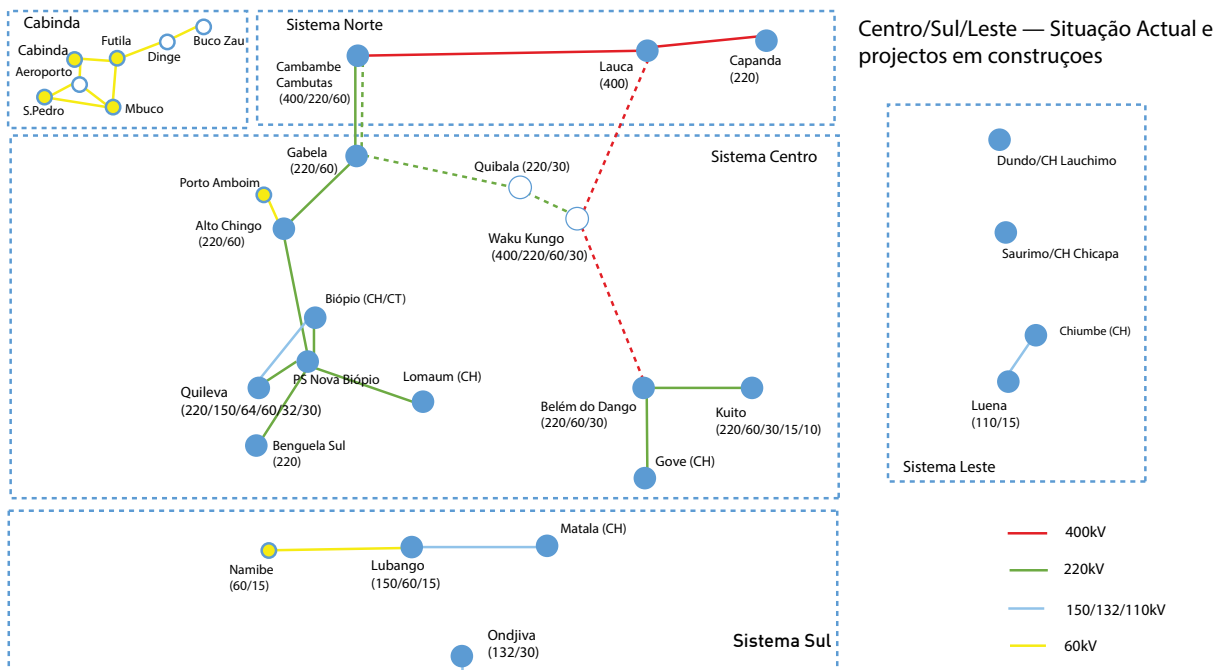 Cabinda
Cabinda
Futila
Buco Zau
Dinge
Aeroporto
S.Pedro
Mbuco
Sistema Norte
Cambambe
Cambutas
(400/220/60)
Lauca
(400)
Capanda
(220)
Centro/Sul/Leste — Situação Actual e
projectos em construçoes
Sistema Centro
Gabela
(220/60)
Quibala (220/30)
Porto Amboim
Alto Chingo
(220/60)
Waku Kungo
(400/220/60/30)
Biópio (CH/CT)
PS Nova Biópio
Lomaum (CH)
Quileva
(220/150/64/60/32/30)
Benguela Sul
(220)
Belém do Dango
(220/60/30)
Kuito
(220/60/30/15/10)
Gove (CH)
Dundo/CH Lauchimo
Saurimo/CH Chicapa
Chiumbe (CH)
Luena
(110/15)
Sistema Leste
Matala (CH)
Namibe
(60/15)
Lubango
(150/60/15)
Ondjiva
(132/30)
Sistema Sul
400kV
220kV
150/132/110kV
60kV